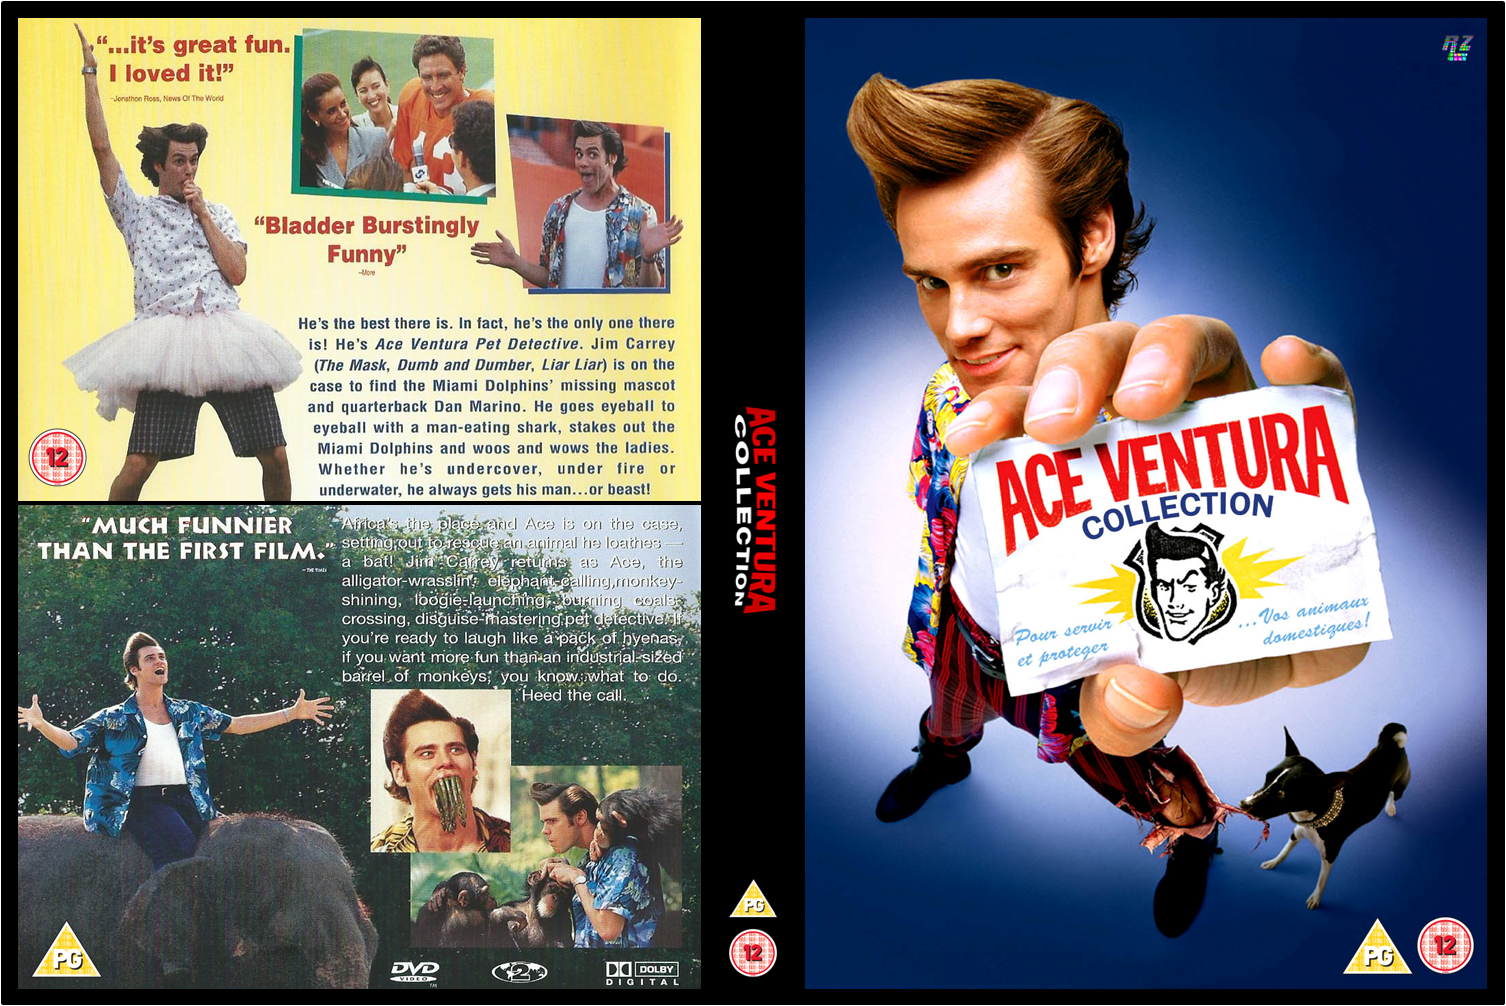 “...it’s great fun.
I loved it!”
-Jonathon Ross, News Of The World
“Bladder Burstingly
Funny”
-More
He’s the best there is. In fact, he’s the only one there
is! He’s Ace Ventura Pet Detective. Jim Carrey
(The Mask, Dumb and Dumber, Liar Liar) is on the
case to find the Miami Dolphins’ missing mascot
and quarterback Dan Marino. He goes eyeball to
eyeball with a man-eating shark, stakes out the
Miami Dolphins and woos and wows the ladies.
Whether he’s undercover, under fire or
underwater, he always gets his man...or beast!
12
“MUCH FUNNIER
THAN THE FIRST FILM.”
- THE TIMES
Africa's the place and Ace is on the case,
setting out to rescue an animal he loathes —
a bat! Jim Carrey returns as Ace, the
alligator-wrasslin', elephant-calling,monkey-
shining, loogie-launching, burning coals-
crossing, disguise-mastering pet detective. If
you're ready to laugh like a pack of hyenas,
if you want more fun than an industrial-sized
barrel of monkeys, you know what to do.
Heed the call.
PG
DVD
VIDEO
TM
2
DOLBY
DIGITAL
ACE VENTURA
COLLECTION
PG
12
RZ
ACE VENTURA
COLLECTION
Pour servir
et proteger
...Vos animaux
domestiques!
PG
12